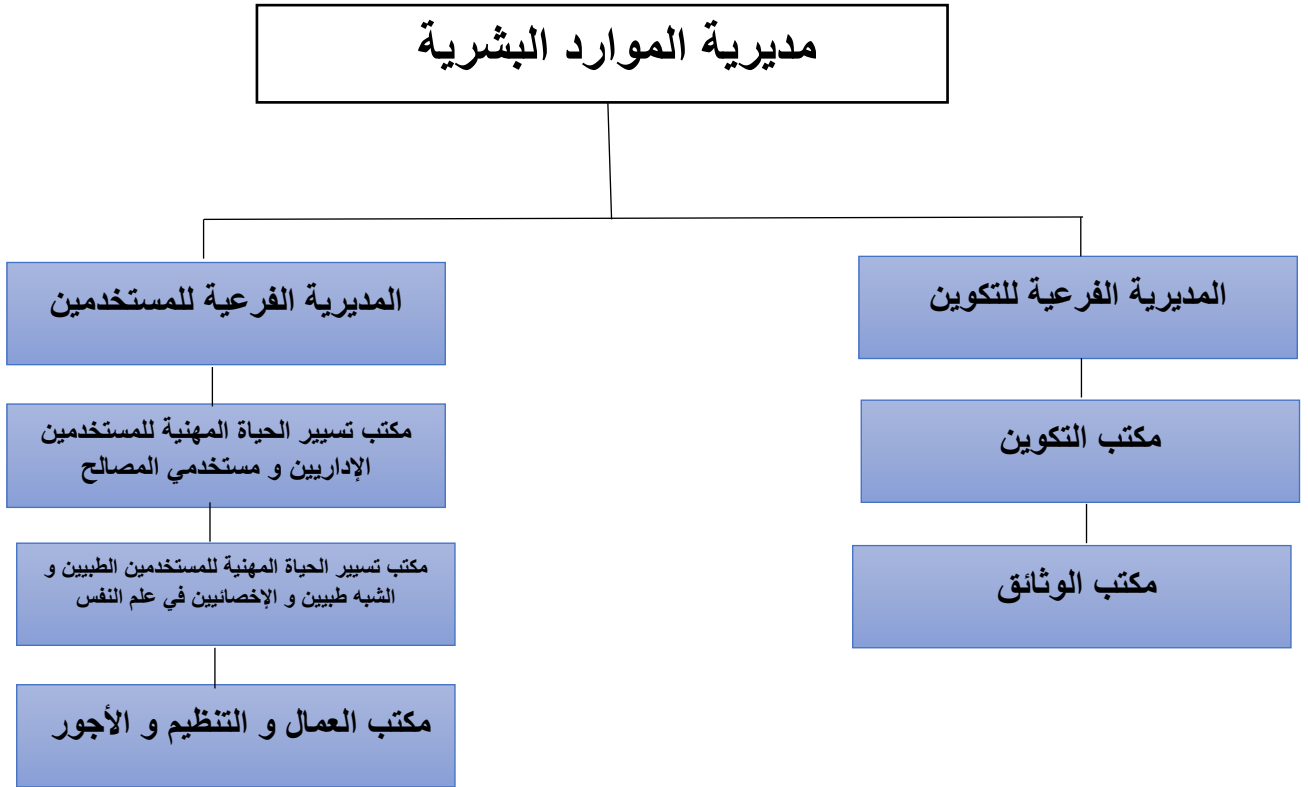 مديرية الموارد البشرية
المديرية الفرعية للتكوين
مكتب التكوين
مكتب الوثائق
المديرية الفرعية للمستخدمين
مكتب تسيير الحياة المهنية للمستخدمين
الإداريين و مستخدمي المصالح
مكتب تسيير الحياة المهنية للمستخدمين الطبيين و
الشبه طبيين و الإخصائيين في علم النفس
مكتب العمال و التنظيم و الأجور